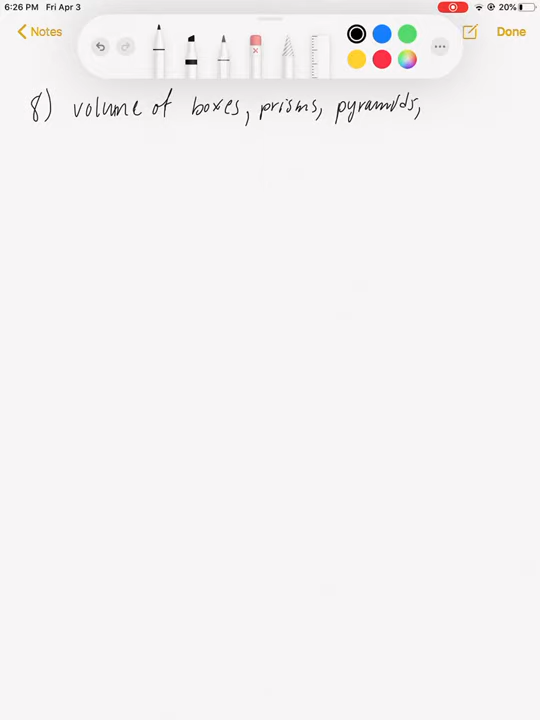 6:26 PM Fri Apr 3 20%
Notes Done
8) volume of boxes, prisms, pyramids,